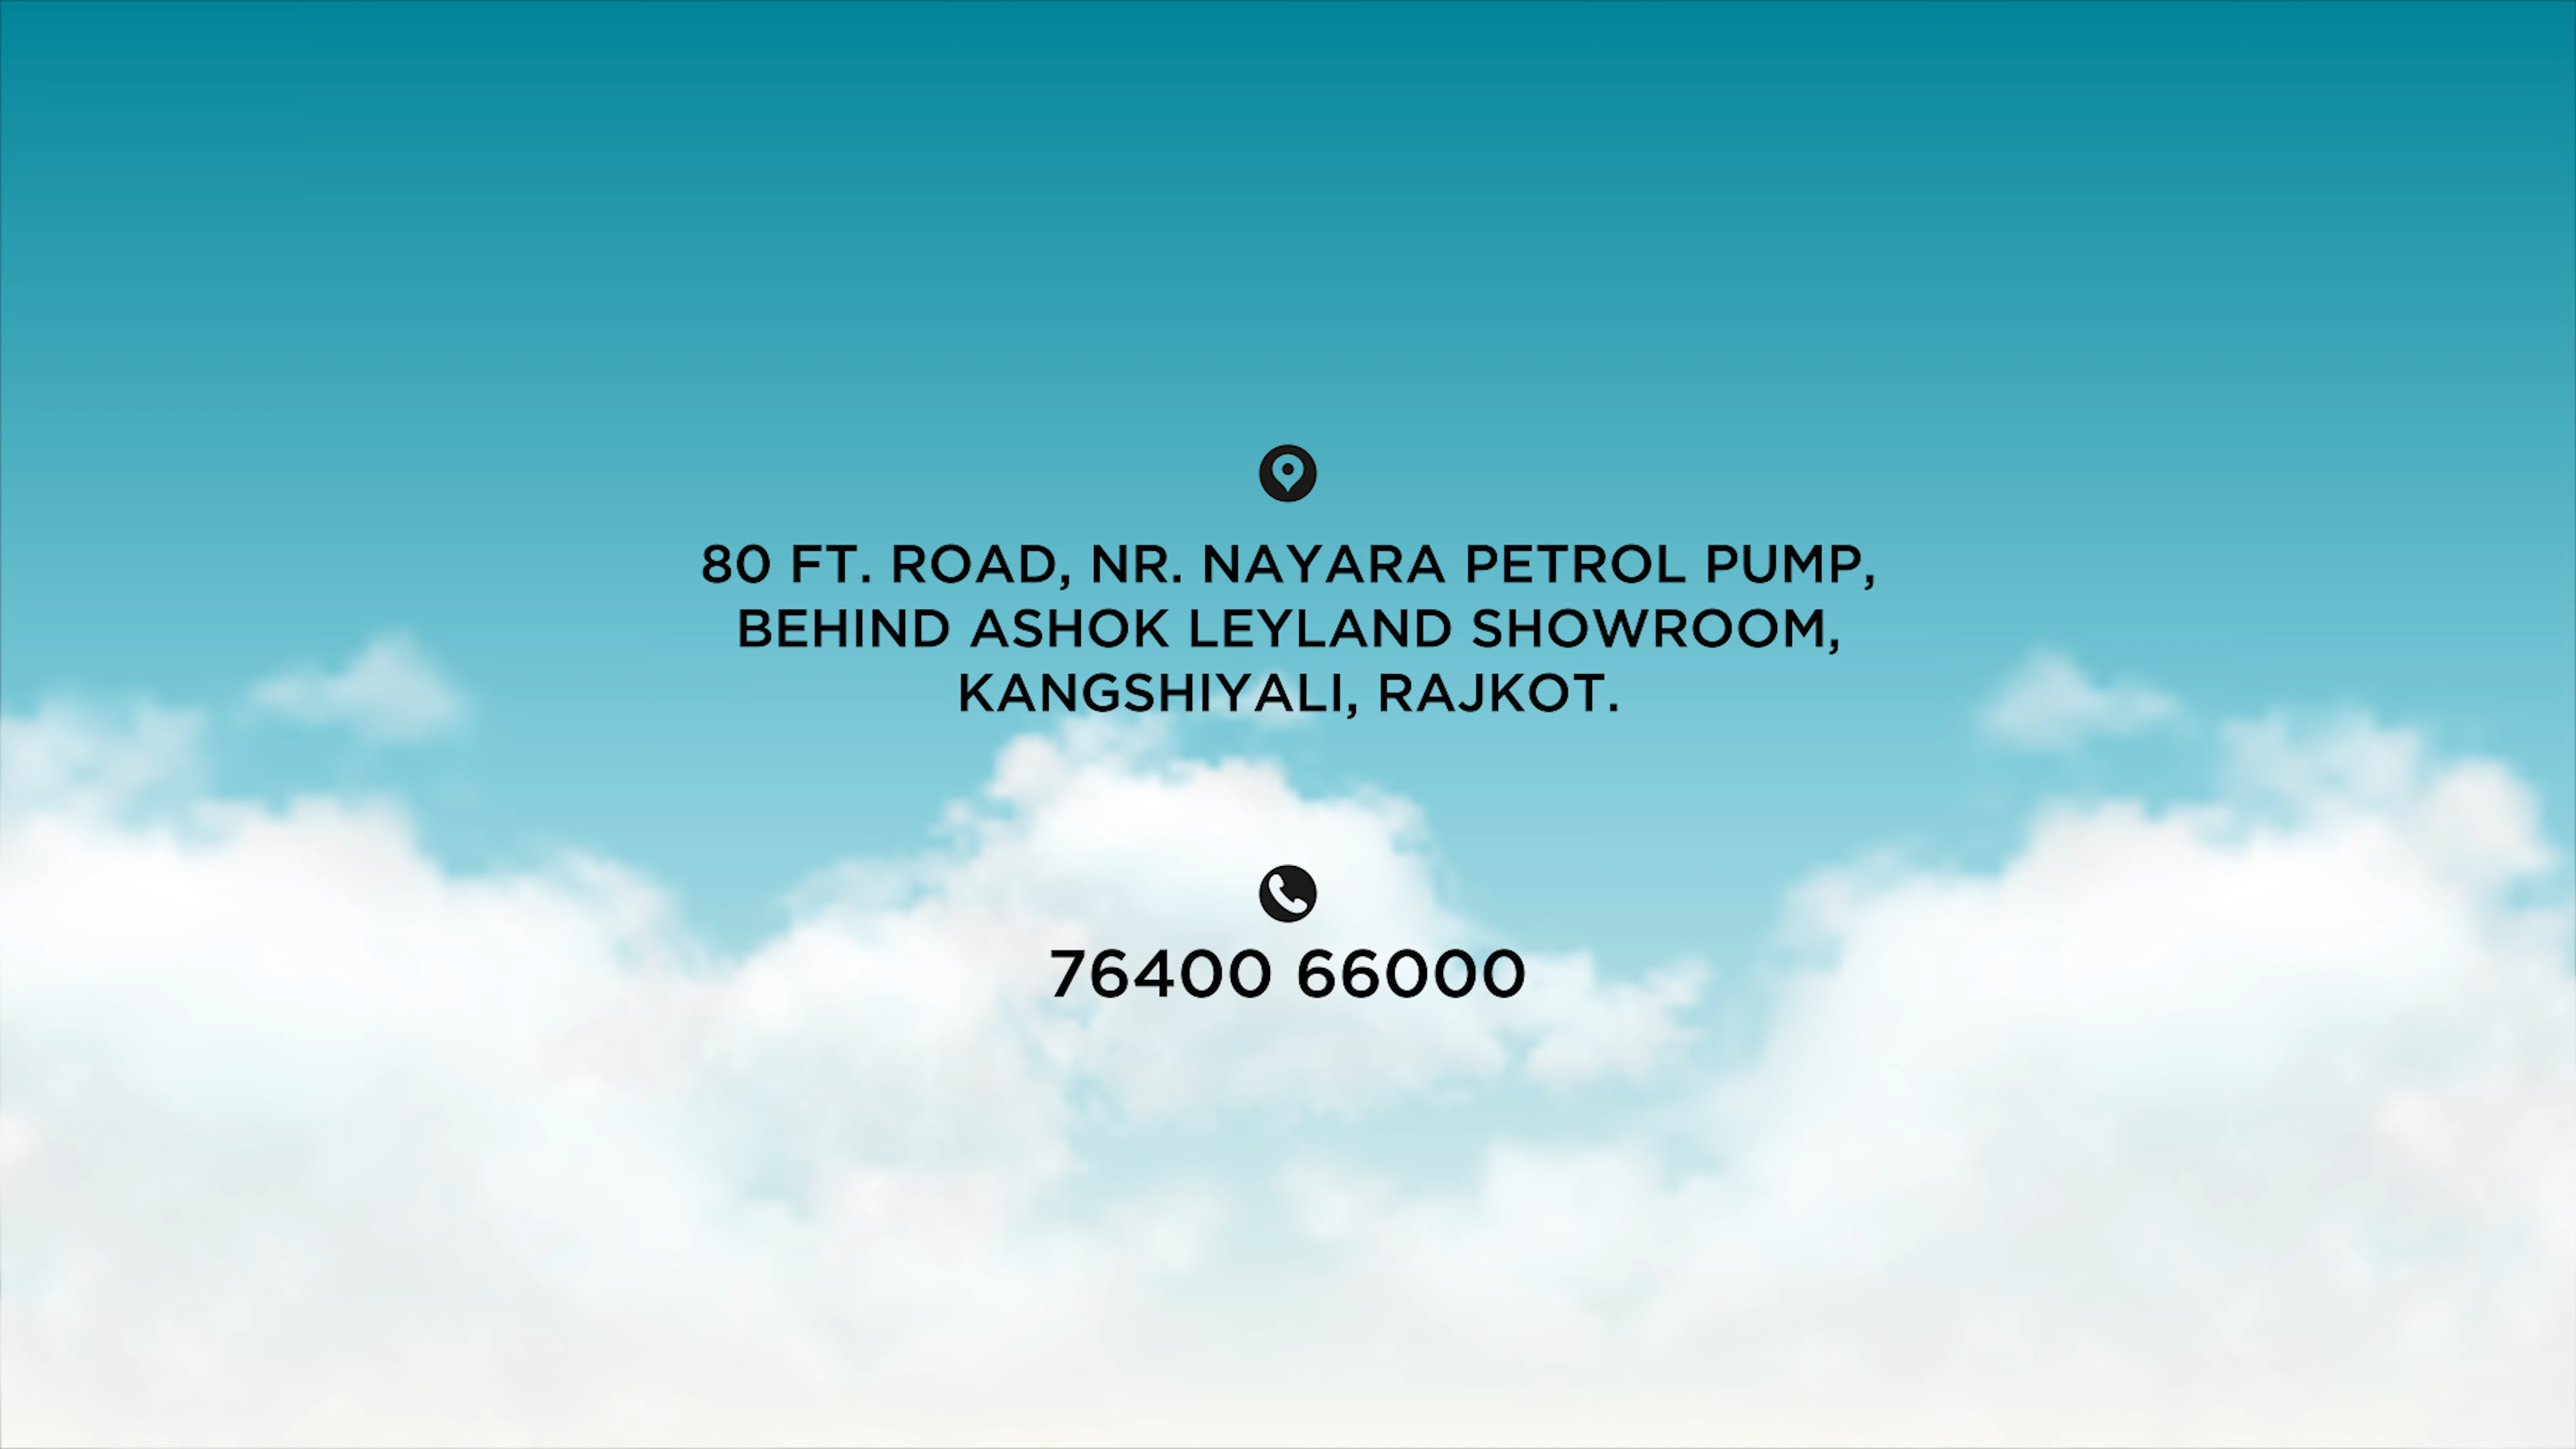 80 FT. ROAD, NR. NAYARA PETROL PUMP,
BEHIND ASHOK LEYLAND SHOWROOM,
KANGSHIYALI, RAJKOT.
76400 66000